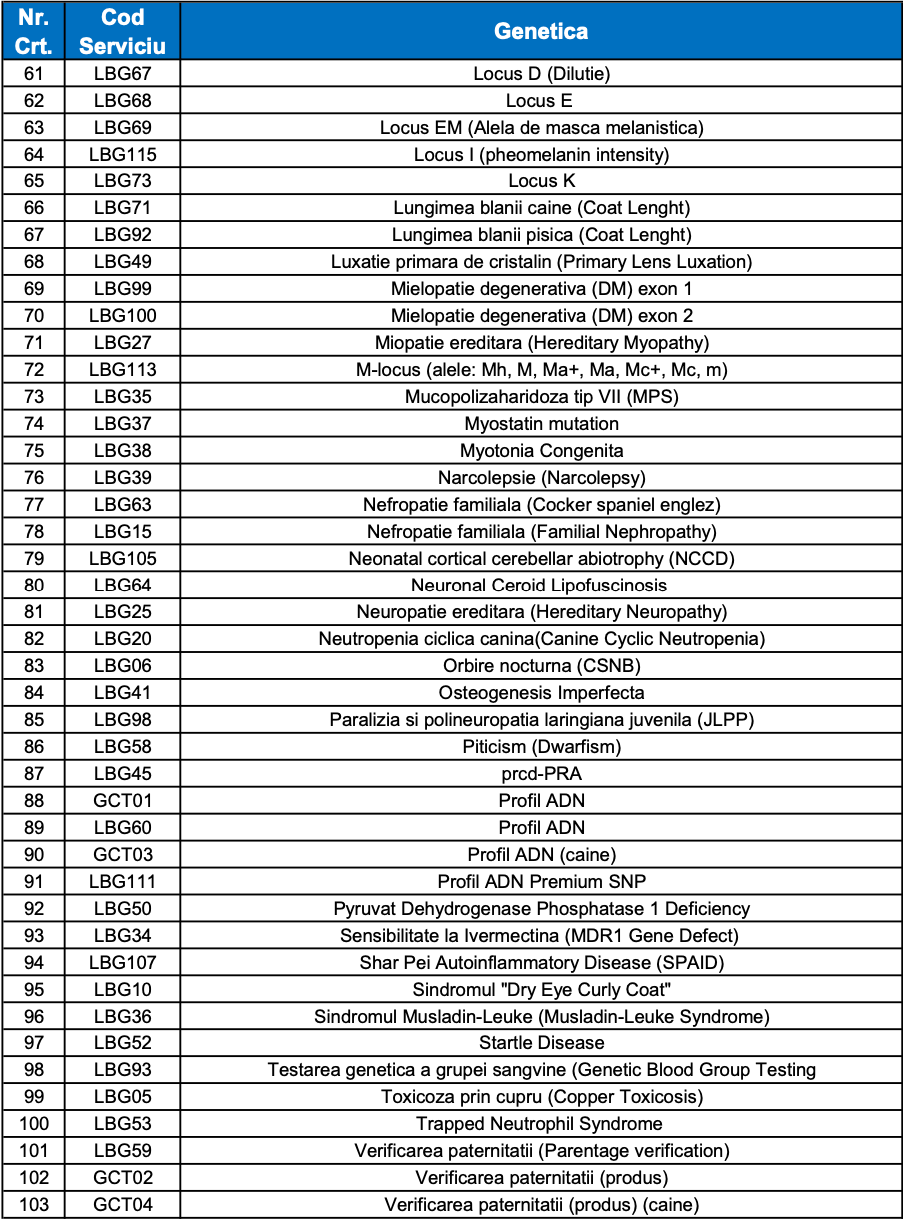 Nr. Crt. Cod Serviciu Genetica
61 LBG67 Locus D (Dilutie)
62 LBG68 Locus E
63 LBG69 Locus EM (Alela de masca melanistica)
64 LBG115 Locus I (pheomelanin intensity)
65 LBG73 Locus K
66 LBG71 Lungimea blanii caine (Coat Lenght)
67 LBG92 Lungimea blanii pisica (Coat Lenght)
68 LBG49 Luxatie primara de cristalin (Primary Lens Luxation)
69 LBG99 Mielopatie degenerativa (DM) exon 1
70 LBG100 Mielopatie degenerativa (DM) exon 2
71 LBG27 Miopatie ereditara (Hereditary Myopathy)
72 LBG113 M-locus (alele: Mh, M, Ma+, Ma, Mc+, Mc, m)
73 LBG35 Mucopolizaharidoza tip VII (MPS)
74 LBG37 Myostatin mutation
75 LBG38 Myotonia Congenita
76 LBG39 Narcolepsie (Narcolepsy)
77 LBG63 Nefropatie familiala (Cocker spaniel englez)
78 LBG15 Nefropatie familiala (Familial Nephropathy)
79 LBG105 Neonatal cortical cerebellar abiotrophy (NCCD)
80 LBG64 Neuronal Ceroid Lipofuscinosis
81 LBG25 Neuropatie ereditara (Hereditary Neuropathy)
82 LBG20 Neutropenia ciclica canina(Canine Cyclic Neutropenia)
83 LBG06 Orbire nocturna (CSNB)
84 LBG41 Osteogenesis Imperfecta
85 LBG98 Paralizia si polineuropatia laringiana juvenila (JLPP)
86 LBG58 Piticism (Dwarfism)
87 LBG45 prcd-PRA
88 GCT01 Profil ADN
89 LBG60 Profil ADN
90 GCT03 Profil ADN (caine)
91 LBG111 Profil ADN Premium SNP
92 LBG50 Pyruvat Dehydrogenase Phosphatase 1 Deficiency
93 LBG34 Sensibilitate la Ivermectina (MDR1 Gene Defect)
94 LBG107 Shar Pei Autoinflammatory Disease (SPAID)
95 LBG10 Sindromul "Dry Eye Curly Coat"
96 LBG36 Sindromul Musladin-Leuke (Musladin-Leuke Syndrome)
97 LBG52 Startle Disease
98 LBG93 Testarea genetica a grupei sangvine (Genetic Blood Group Testing
99 LBG05 Toxicoza prin cupru (Copper Toxicosis)
100 LBG53 Trapped Neutrophil Syndrome
101 LBG59 Verificarea paternitatii (Parentage verification)
102 GCT02 Verificarea paternitatii (produs)
103 GCT04 Verificarea paternitatii (produs) (caine)